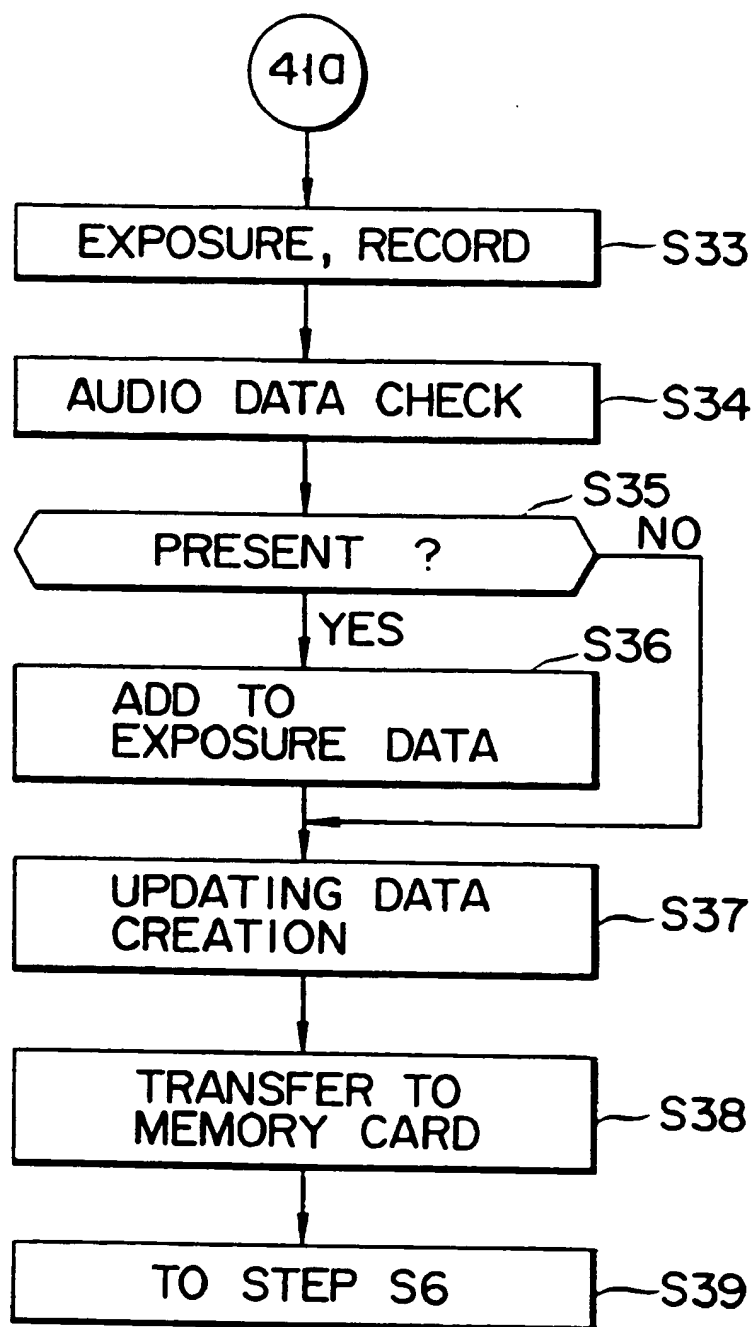 41a
EXPOSURE, RECORD
S33
AUDIO DATA CHECK
S34
S35
PRESENT ?
NO
YES
S36
ADD TO
EXPOSURE DATA
UPDATING DATA
CREATION
S37
TRANSFER TO
MEMORY CARD
S38
TO STEP S6
S39